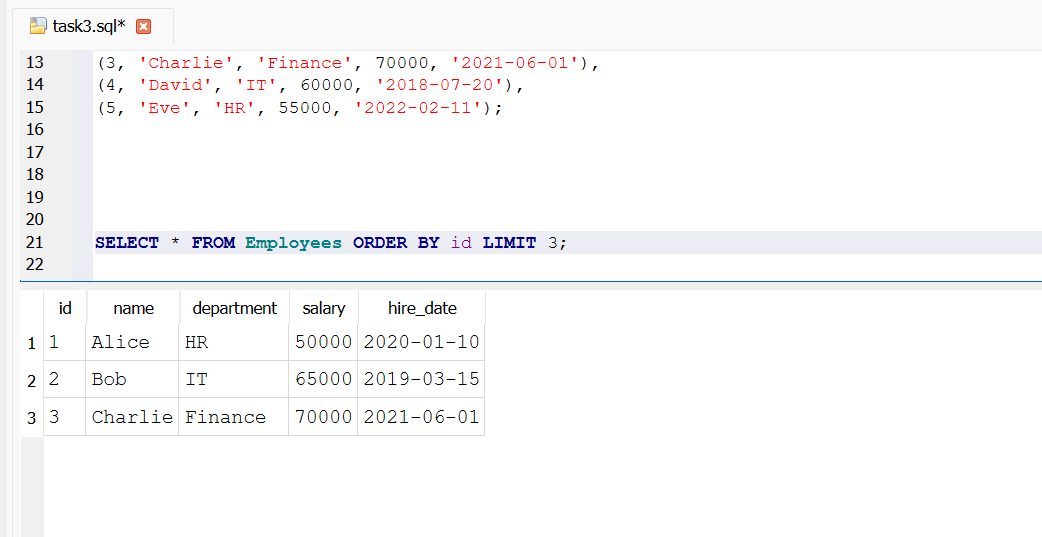 task3.sql*
13 (3, 'Charlie', 'Finance', 70000, '2021-06-01'),
14 (4, 'David', 'IT', 60000, '2018-07-20'),
15 (5, 'Eve', 'HR', 55000, '2022-02-11');
16
17
18
19
20
21 SELECT * FROM Employees ORDER BY id LIMIT 3;
22
id name department salary hire_date
1 1 Alice HR 50000 2020-01-10
2 2 Bob IT 65000 2019-03-15
3 3 Charlie Finance 70000 2021-06-01